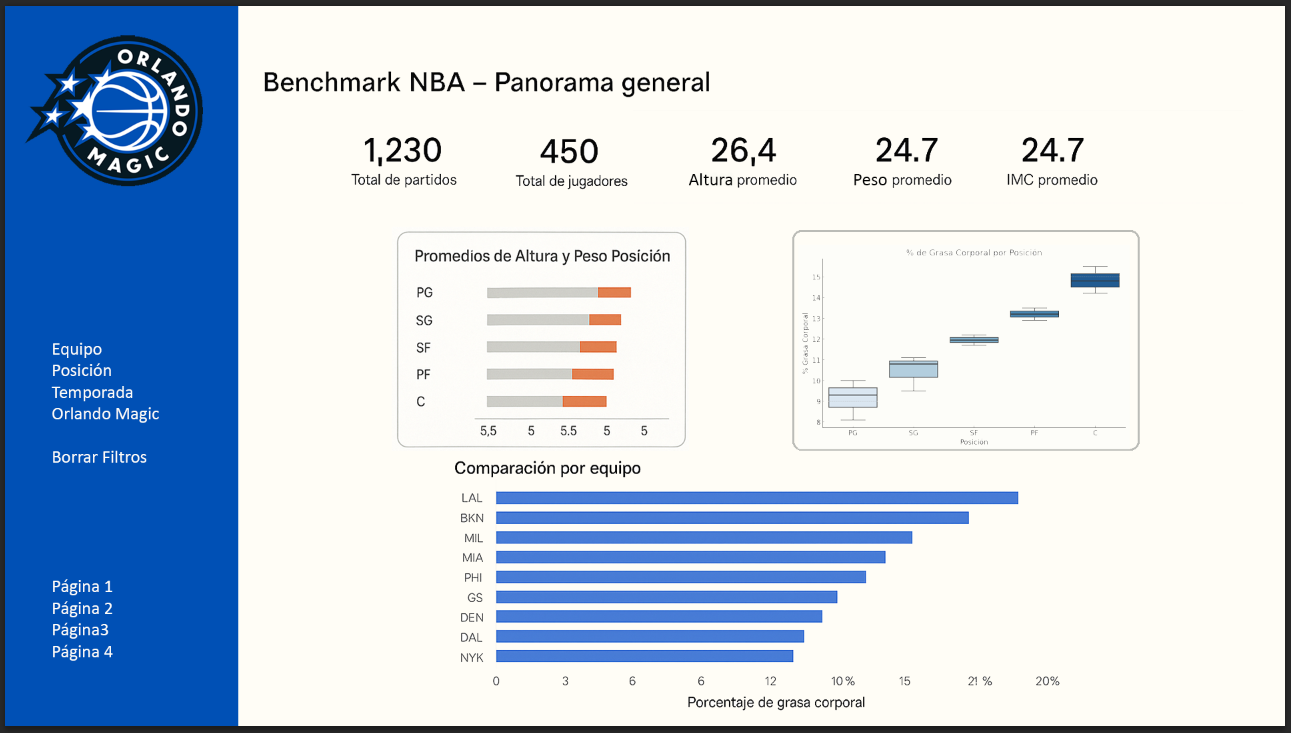 ORLANDO
MAGIC
Benchmark NBA – Panorama general
1,230
Total de partidos
450
Total de jugadores
26,4
Altura promedio
24.7
Peso promedio
24.7
IMC promedio
Equipo
Posición
Temporada
Orlando Magic
Borrar Filtros
Página 1
Página 2
Página3
Página 4
Promedios de Altura y Peso Posición
PG
SG
SF
PF
C
5,5 5 5.5 5 5
% de Grasa Corporal por Posicion
% Grasa Corporal
15
14
13
12
11
10
9
8
PG SG SF PF C
Posicion
Comparación por equipo
LAL
BKN
MIL
MIA
PHI
GS
DEN
DAL
NYK
0 3 6 6 12 10 % 15 21 % 20%
Porcentaje de grasa corporal